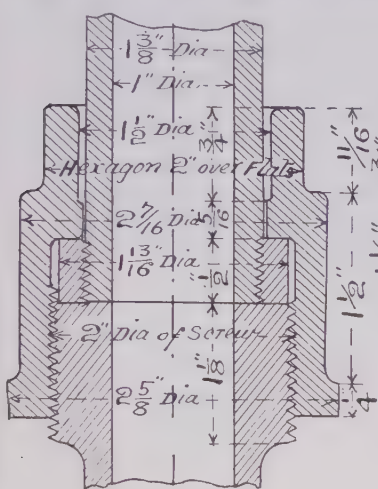 1 3/8" Dia
1" Dia
1 1/2" Dia
3/4"
11/16"
Hexagon 2" over Flats
2 7/16" Dia
5/16
1 13/16 Dia
1/2"
1 1/2"
2" Dia of Screw
1 1/8"
2 5/8" Dia
1/4